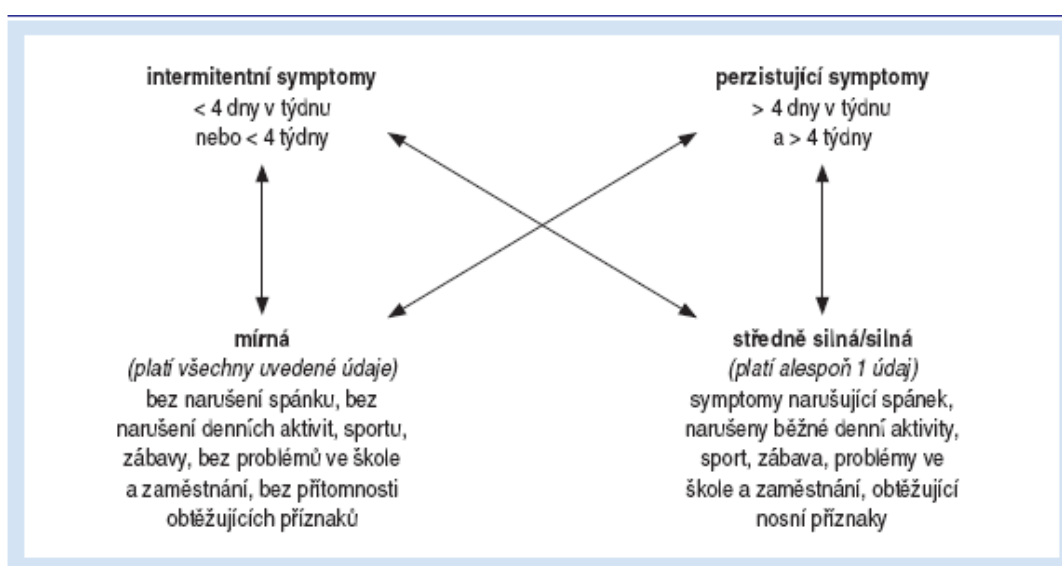 intermitentní symptomy
< 4 dny v týdnu
nebo < 4 týdny
perzistující symptomy
> 4 dny v týdnu
a > 4 týdny
mírná
(platí všechny uvedené údaje)
bez narušení spánku, bez
narušení denních aktivit, sportu,
zábavy, bez problémů ve škole
a zaměstnání, bez přítomnosti
obtěžujících příznaků
středně silná/silná
(platí alespoň 1 údaj)
symptomy narušující spánek,
narušeny běžné denní aktivity,
sport, zábava, problémy ve
škole a zaměstnání, obtěžující
nosní příznaky